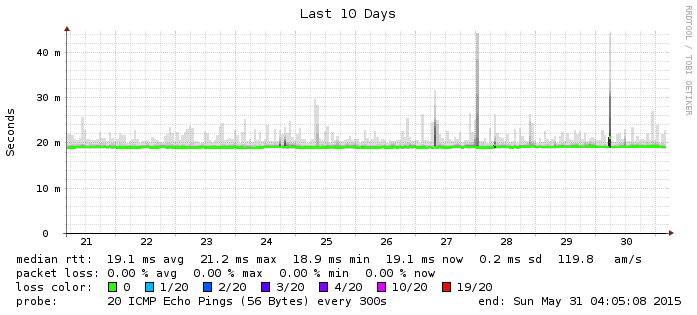 Last 10 Days
RRDTOOL / TOBI OETIKER
Seconds
40 m
30 m
20 m
10 m
0
21 22 23 24 25 26 27 28 29 30
median rtt: 19.1 ms avg 21.2 ms max 18.9 ms min 19.1 ms now 0.2 ms sd 119.8 am/s
packet loss: 0.00 % avg 0.00 % max 0.00 % min 0.00 % now
loss color: 0 1/20 2/20 3/20 4/20 10/20 19/20
probe: 20 ICMP Echo Pings (56 Bytes) every 300s end: Sun May 31 04:05:08 2015